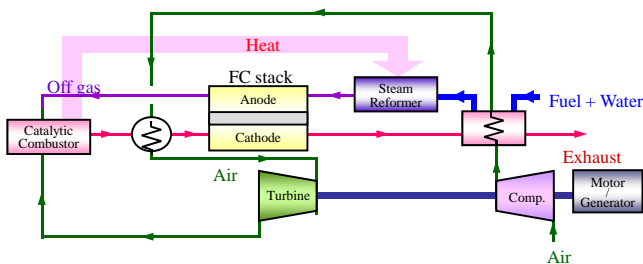 Heat
Off gas
FC stack
Anode
Cathode
Steam
Reformer
Fuel + Water
Catalytic
Combustor
Air
Turbine
Comp.
Exhaust
Motor
/
Generator
Air